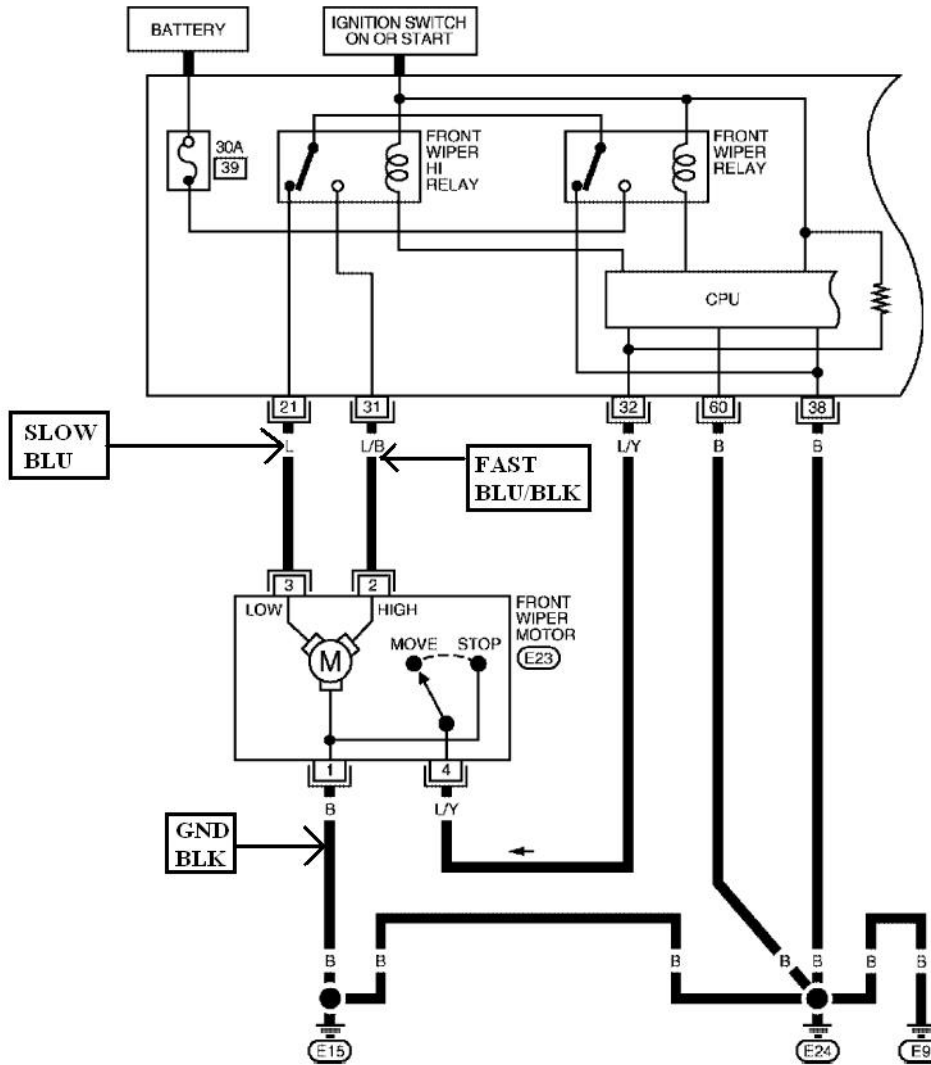 BATTERY
IGNITION SWITCH
ON OR START
30A
39
FRONT
WIPER
HI
RELAY
FRONT
WIPER
RELAY
CPU
21
31
32
60
38
SLOW
BLU
L
L/B
FAST
BLU/BLK
L/Y
B
B
3
2
LOW
HIGH
FRONT
WIPER
MOTOR
E23
M
MOVE
STOP
1
4
B
L/Y
GND
BLK
B
B
B
B
B
B
B
E15
E24
E9